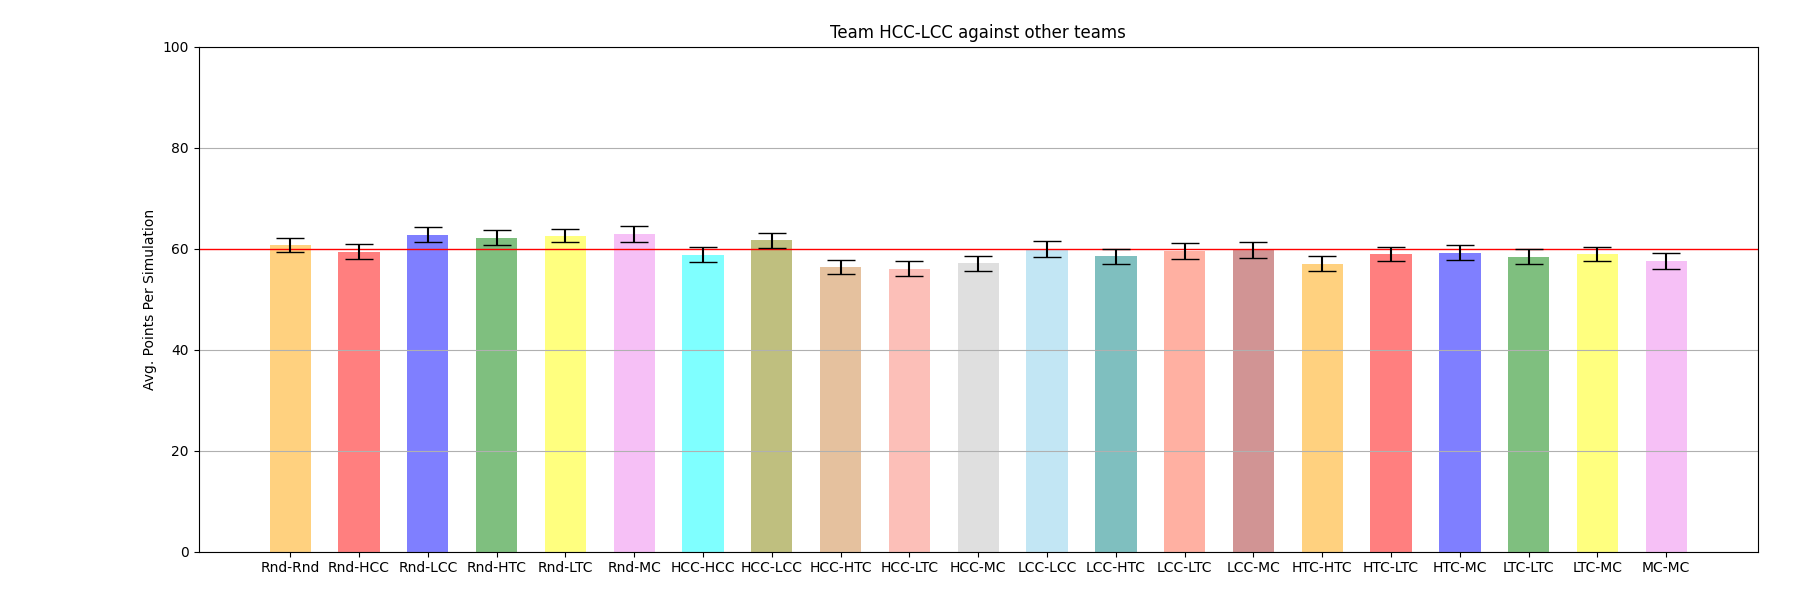 Team HCC-LCC against other teams
Avg. Points Per Simulation
100
80
60
40
20
0
Rnd-Rnd Rnd-HCC Rnd-LCC Rnd-HTC Rnd-LTC Rnd-MC HCC-HCC HCC-LCC HCC-HTC HCC-LTC HCC-MC LCC-LCC LCC-HTC LCC-LTC LCC-MC HTC-HTC HTC-LTC HTC-MC LTC-LTC LTC-MC MC-MC